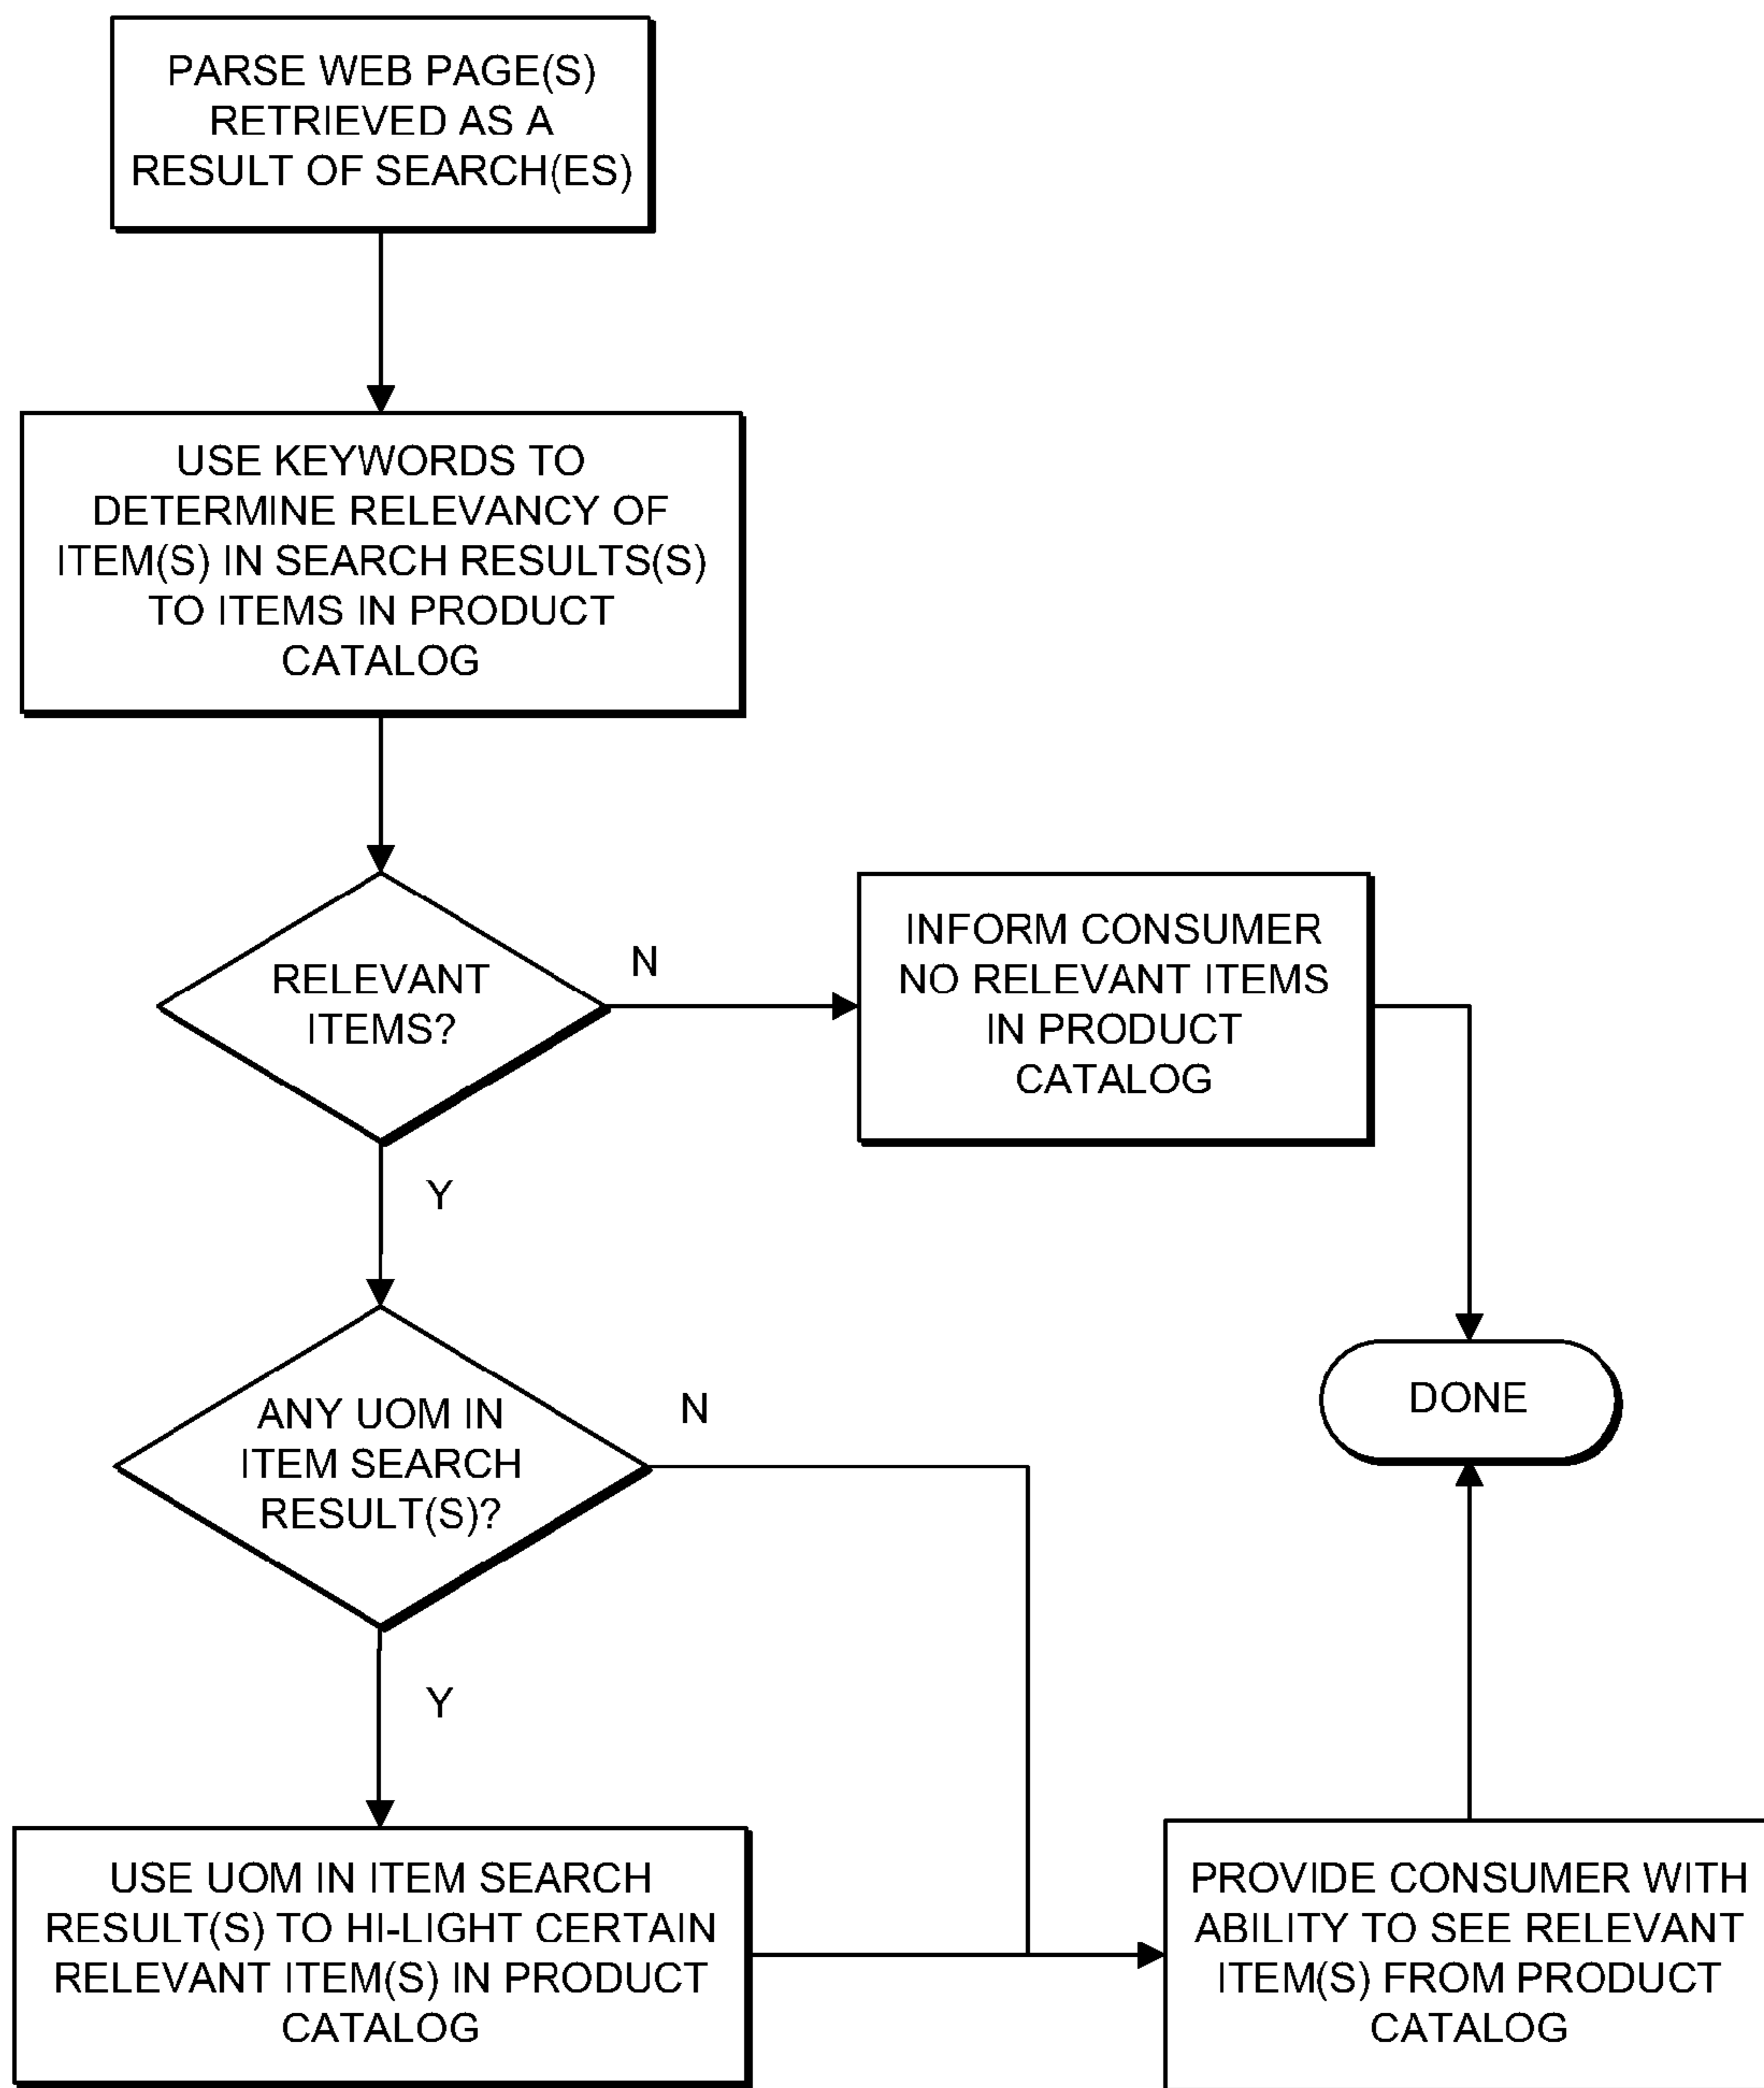 PARSE WEB PAGE(S)
RETRIEVED AS A
RESULT OF SEARCH(ES)
USE KEYWORDS TO
DETERMINE RELEVANCY OF
ITEM(S) IN SEARCH RESULTS(S)
TO ITEMS IN PRODUCT
CATALOG
RELEVANT
ITEMS?
N
INFORM CONSUMER
NO RELEVANT ITEMS
IN PRODUCT
CATALOG
Y
ANY UOM IN
ITEM SEARCH
RESULT(S)?
N
DONE
Y
USE UOM IN ITEM SEARCH
RESULT(S) TO HI-LIGHT CERTAIN
RELEVANT ITEM(S) IN PRODUCT
CATALOG
PROVIDE CONSUMER WITH
ABILITY TO SEE RELEVANT
ITEM(S) FROM PRODUCT
CATALOG